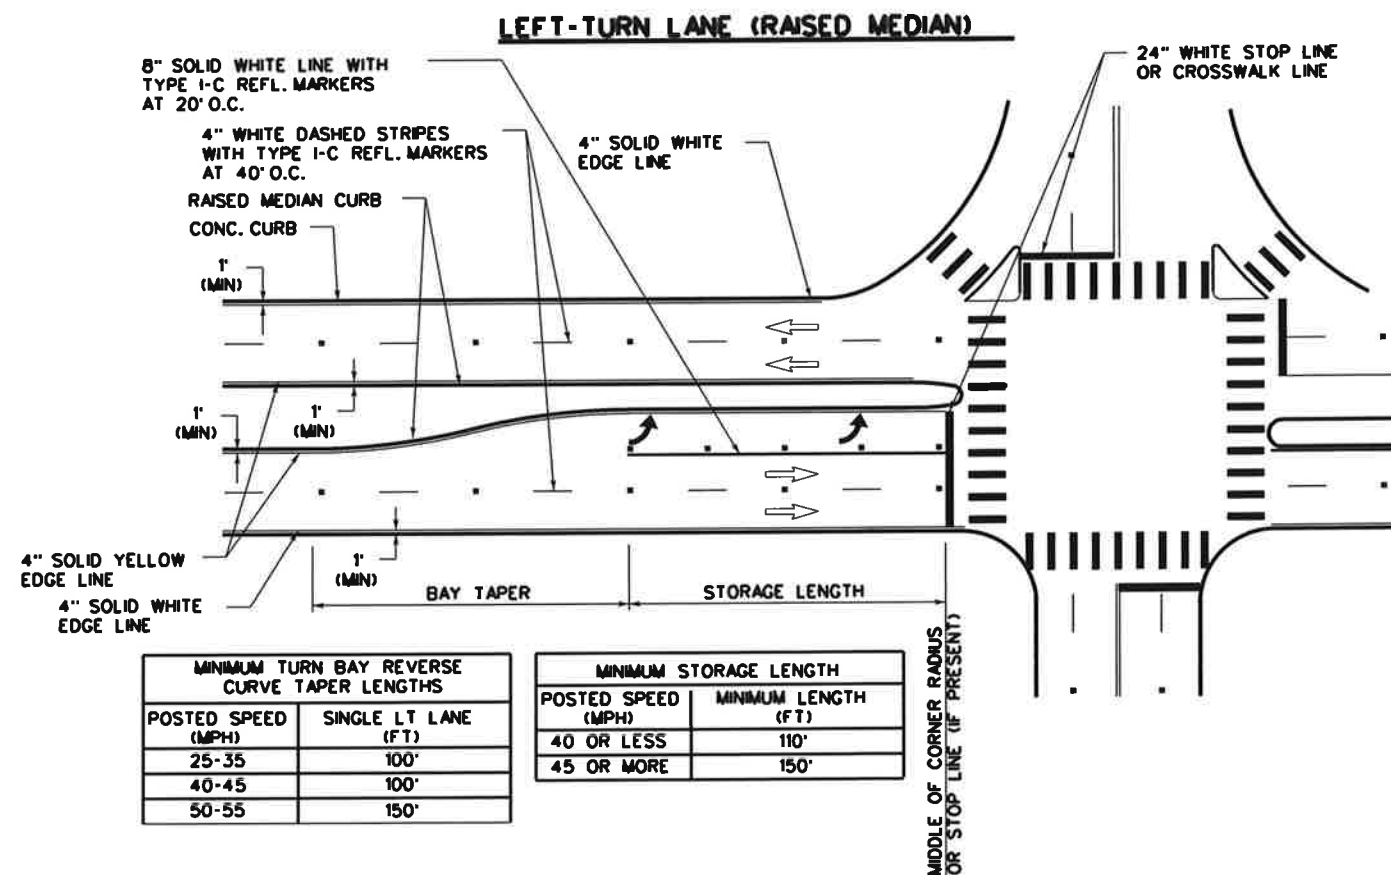 LEFT-TURN LANE (RAISED MEDIAN)
8" SOLID WHITE LINE WITH
TYPE I-C REFL. MARKERS
AT 20' O.C.
4" WHITE DASHED STRIPES
WITH TYPE I-C REFL. MARKERS
AT 40' O.C.
RAISED MEDIAN CURB
CONC. CURB
4" SOLID WHITE
EDGE LINE
24" WHITE STOP LINE
OR CROSSWALK LINE
1'
(MIN)
1'
(MIN)
1'
(MIN)
1'
(MIN)
4" SOLID YELLOW
EDGE LINE
4" SOLID WHITE
EDGE LINE
BAY TAPER
STORAGE LENGTH
MIDDLE OF CORNER RADIUS
OR STOP LINE (IF PRESENT)
MINIMUM TURN BAY REVERSE
CURVE TAPER LENGTHS
POSTED SPEED (MPH) SINGLE LT LANE (FT)
25-35 100'
40-45 100'
50-55 150'
MINIMUM STORAGE LENGTH
POSTED SPEED (MPH) MINIMUM LENGTH (FT)
40 OR LESS 110'
45 OR MORE 150'